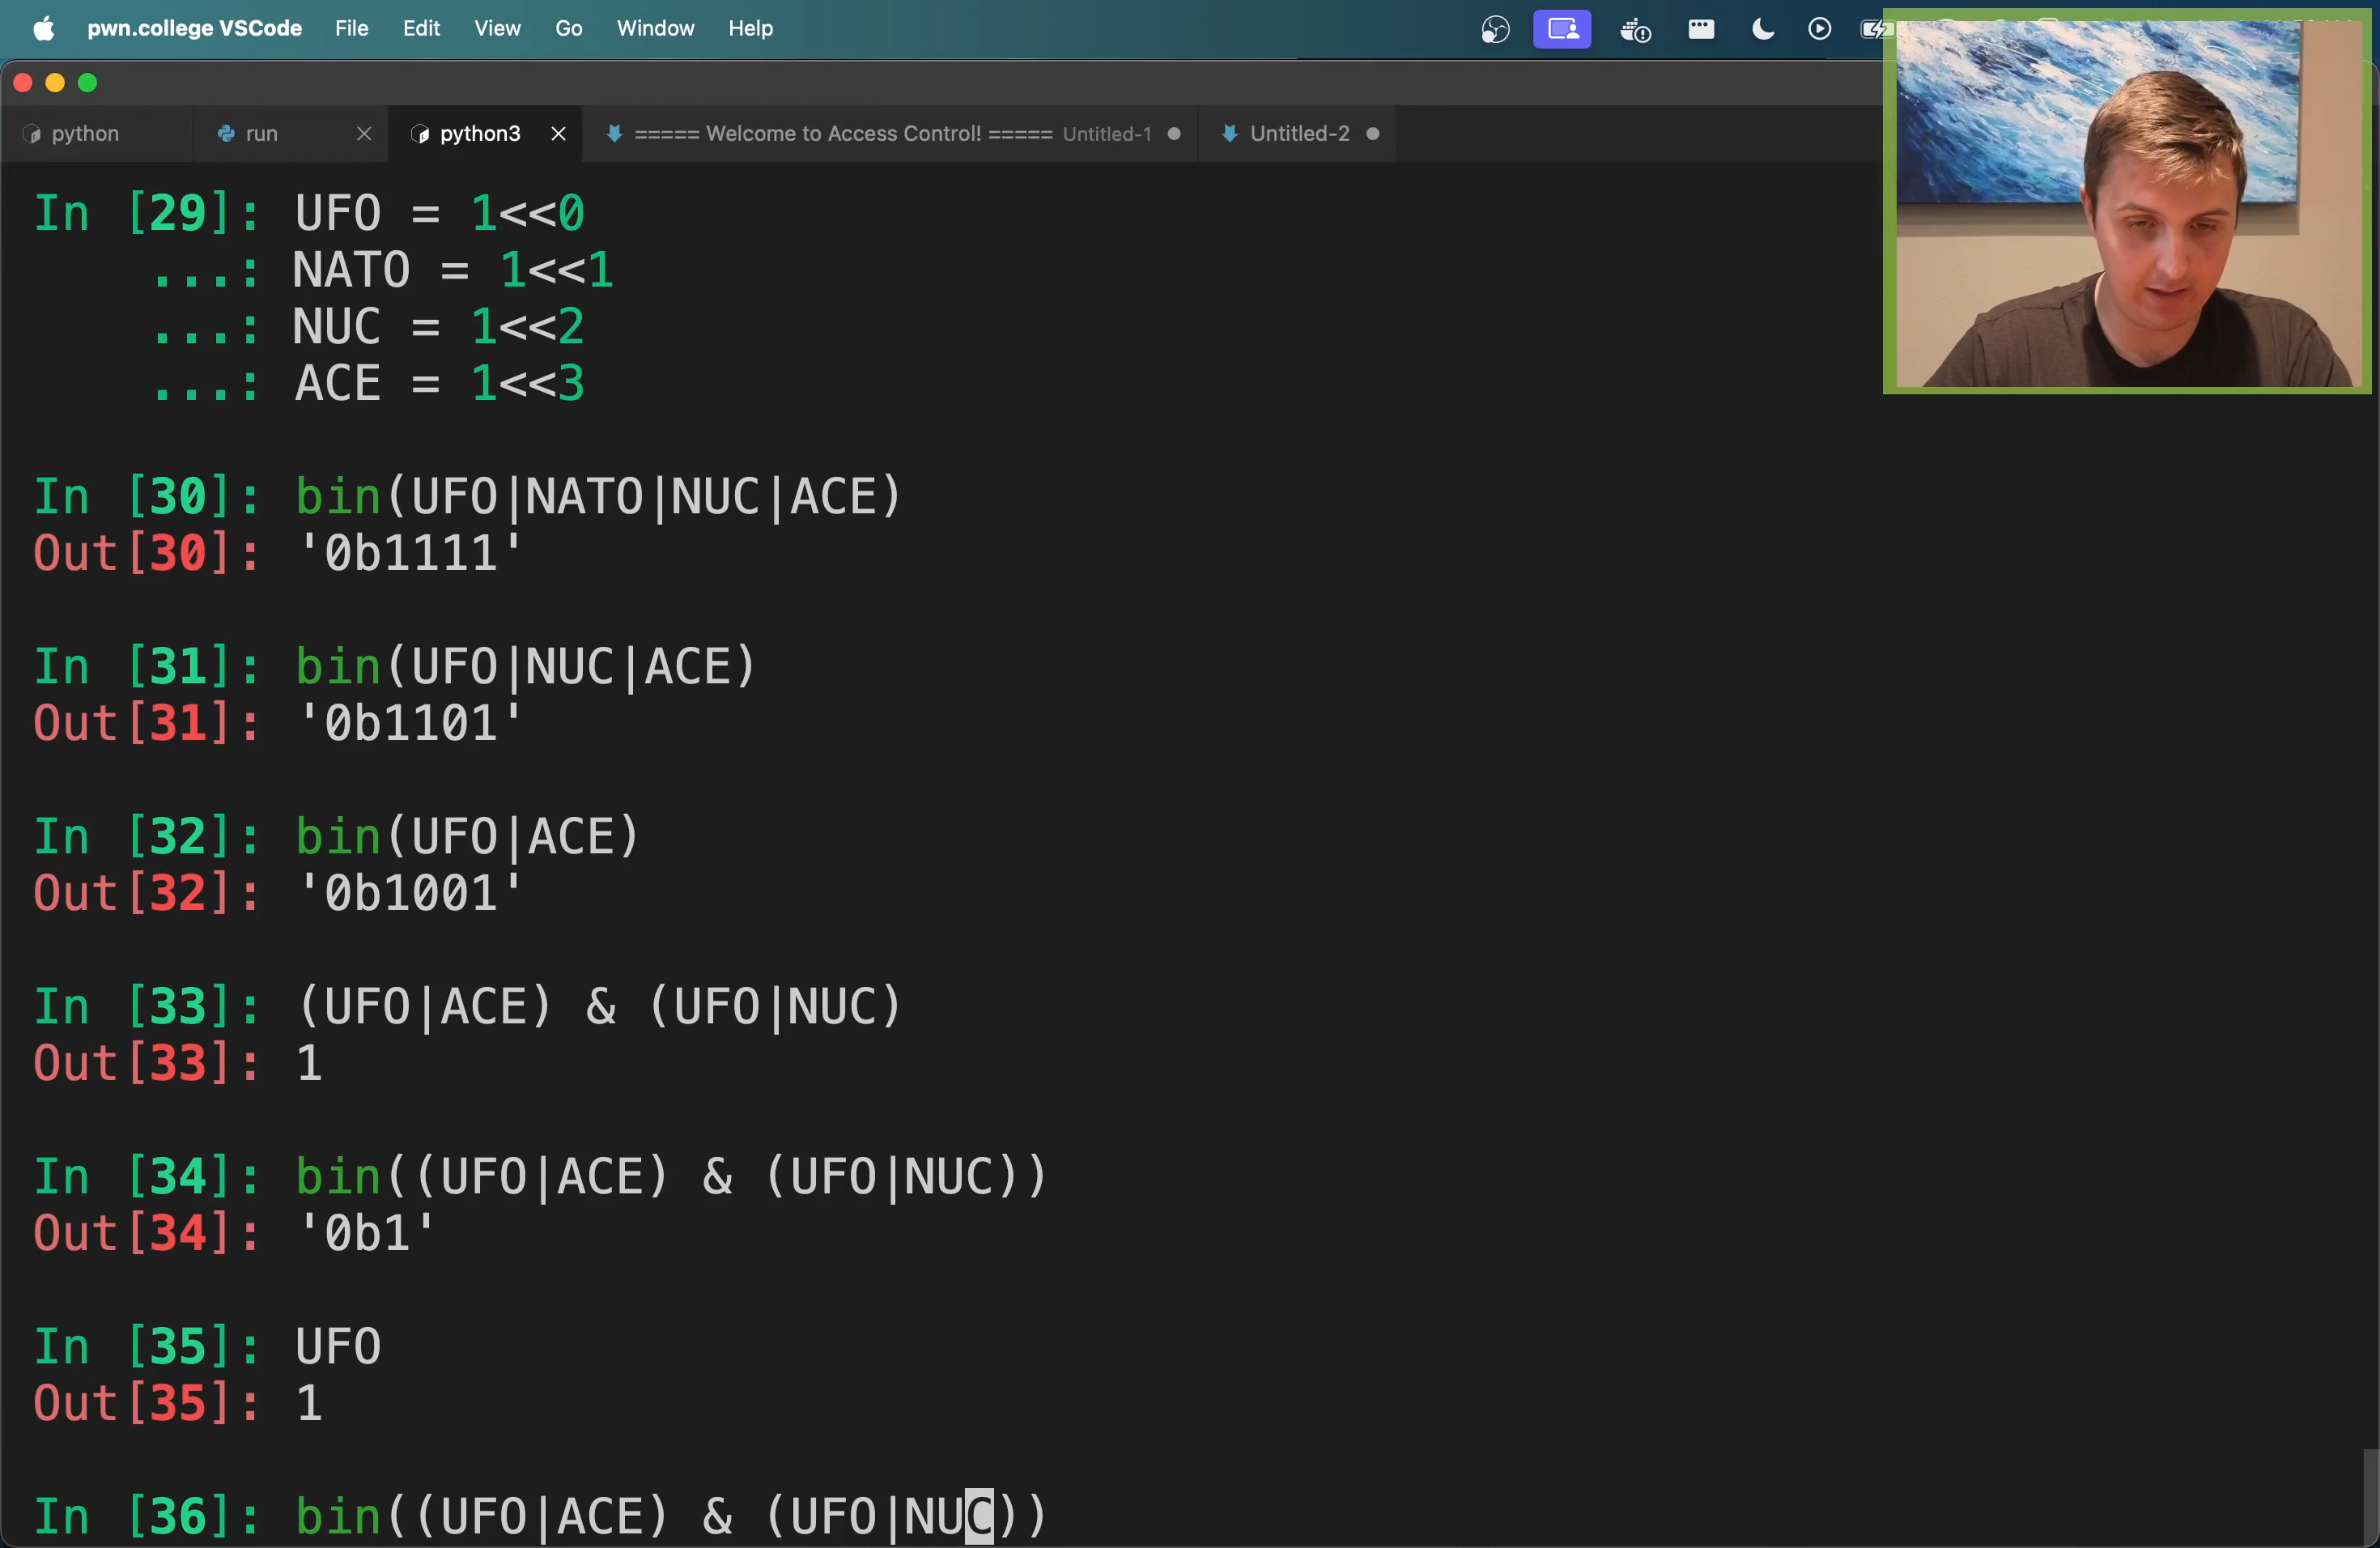 pwn.college VSCode File Edit View Go Window Help
python run python3 ===== Welcome to Access Control! ===== Untitled-1 Untitled-2
In [29]: UFO = 1<<0
...: NATO = 1<<1
...: NUC = 1<<2
...: ACE = 1<<3
In [30]: bin(UFO|NATO|NUC|ACE)
Out[30]: '0b1111'
In [31]: bin(UFO|NUC|ACE)
Out[31]: '0b1101'
In [32]: bin(UFO|ACE)
Out[32]: '0b1001'
In [33]: (UFO|ACE) & (UFO|NUC)
Out[33]: 1
In [34]: bin((UFO|ACE) & (UFO|NUC))
Out[34]: '0b1'
In [35]: UFO
Out[35]: 1
In [36]: bin((UFO|ACE) & (UFO|NUC))